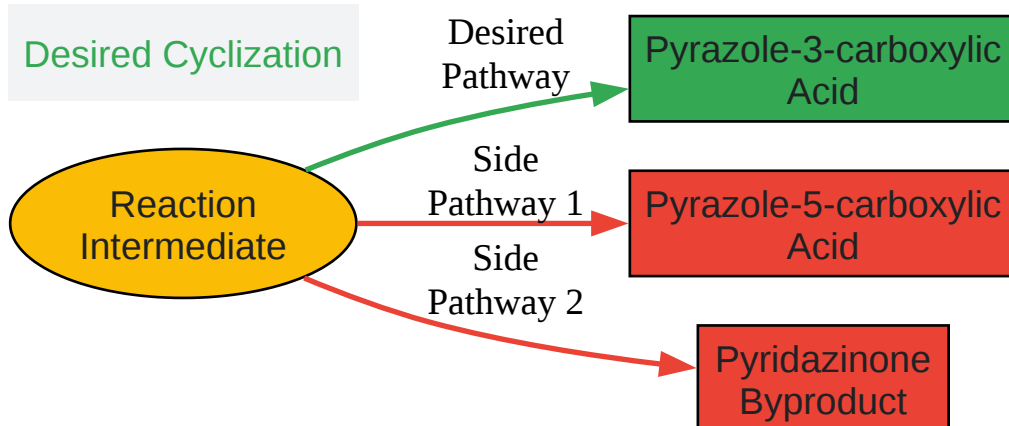 Desired Cyclization
Desired
Pathway
Pyrazole-3-carboxylic
Acid
Reaction
Intermediate
Side
Pathway 1
Pyrazole-5-carboxylic
Acid
Side
Pathway 2
Pyridazinone
Byproduct